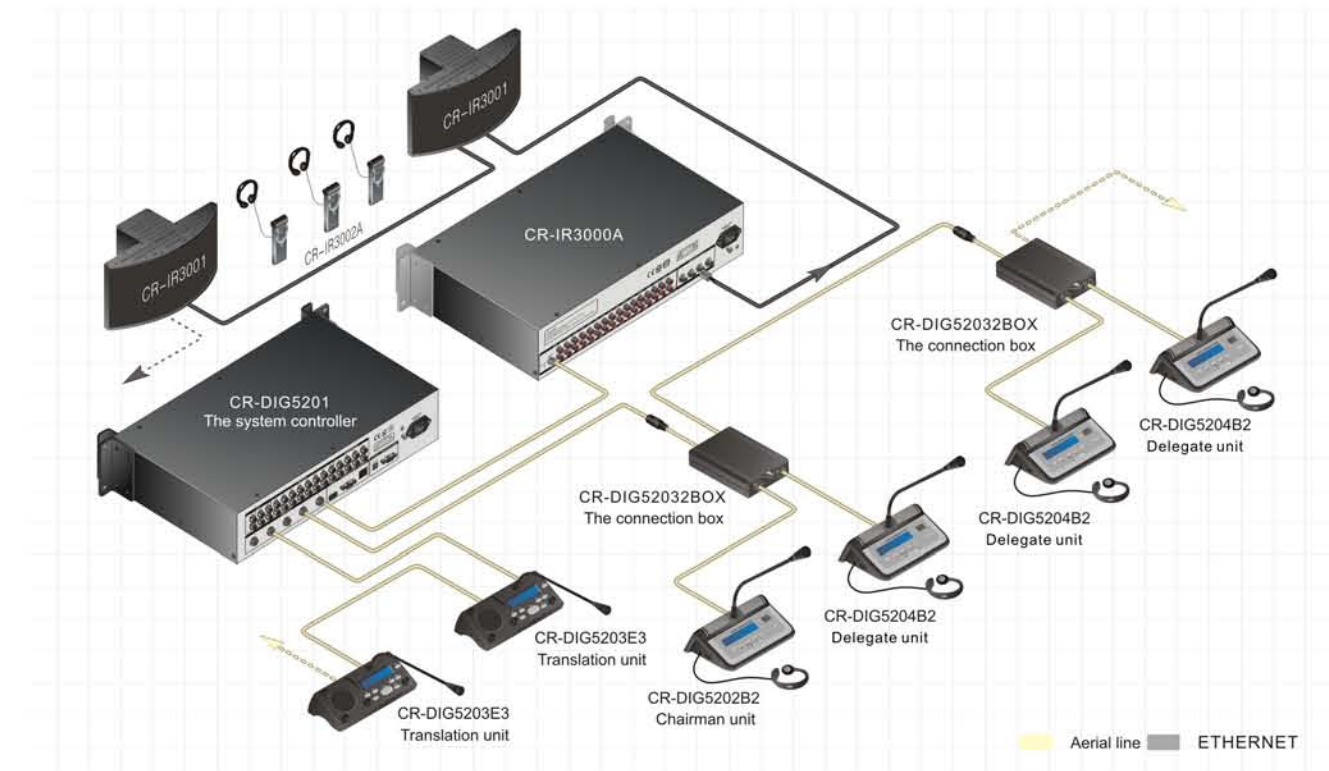 CR-IR3001
CR-IR3001
CR-IR3002A
CR-IR3000A
CR-DIG5201
The system controller
CR-DIG52032BOX
The connection box
CR-DIG5204B2
Delegate unit
CR-DIG52032BOX
The connection box
CR-DIG5204B2
Delegate unit
CR-DIG5204B2
Delegate unit
CR-DIG5203E3
Translation unit
CR-DIG5202B2
Chairman unit
CR-DIG5203E3
Translation unit
Aerial line
ETHERNET